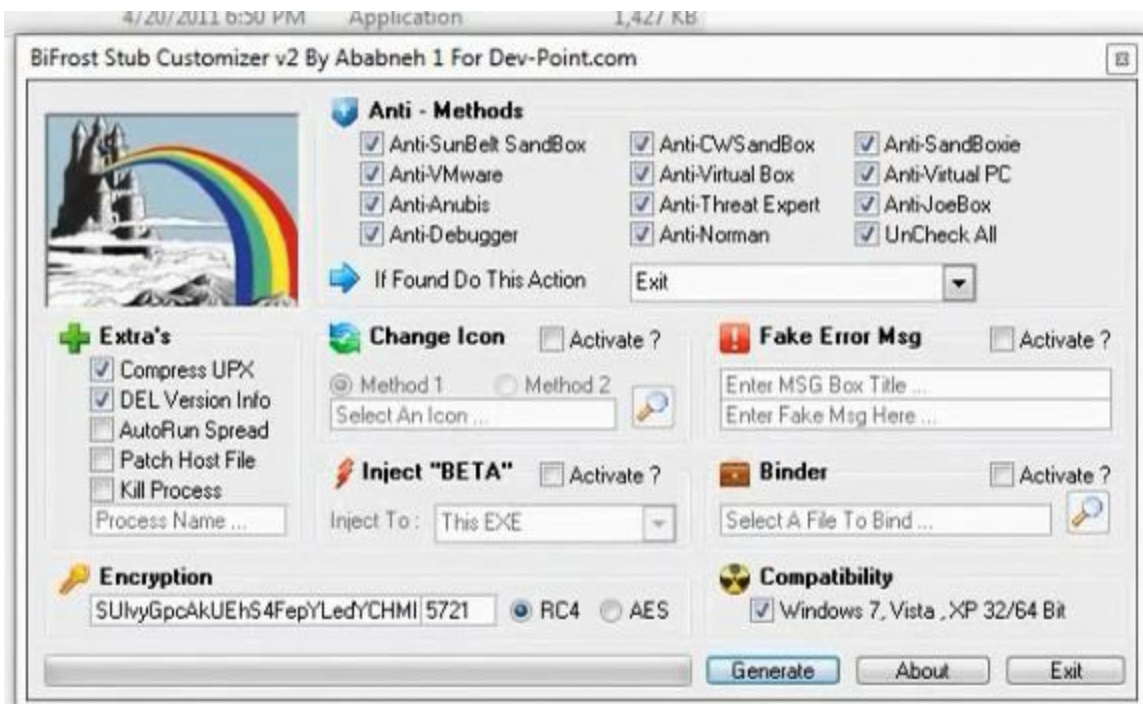 4/20/2011 6:50 PM Application 1,427 KB
BiFrost Stub Customizer v2 By Ababneh 1 For Dev-Point.com
Anti - Methods
Anti-SunBelt SandBox Anti-CWSandBox Anti-SandBoxie
Anti-VMware Anti-Virtual Box Anti-Virtual PC
Anti-Anubis Anti-Threat Expert Anti-JoeBox
Anti-Debugger Anti-Norman UnCheck All
If Found Do This Action Exit
Extra's
Compress UPX
DEL Version Info
AutoRun Spread
Patch Host File
Kill Process
Process Name ...
Change Icon Activate ?
Method 1 Method 2
Select An Icon ...
Fake Error Msg Activate ?
Enter MSG Box Title ...
Enter Fake Msg Here ...
Inject "BETA" Activate ?
Inject To : This EXE
Binder Activate ?
Select A File To Bind ...
Encryption
5721 RC4 AES
Compatibility
Windows 7, Vista , XP 32/64 Bit
Generate About Exit